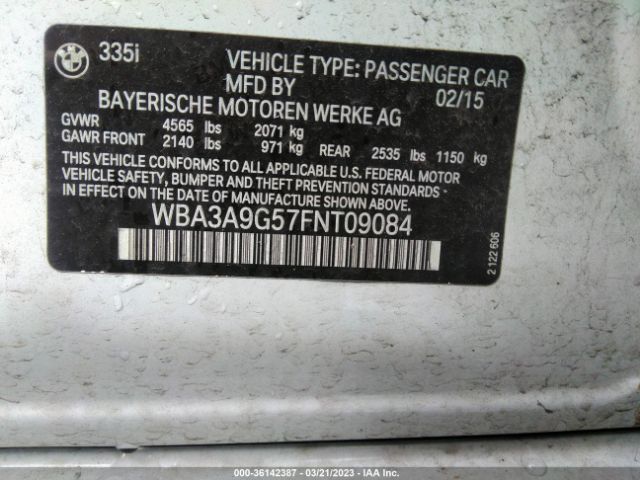 335i VEHICLE TYPE: PASSENGER CAR
MFD BY 02/15
BAYERISCHE MOTOREN WERKE AG
GVWR 4565 lbs 2071 kg
GAWR FRONT 2140 lbs 971 kg REAR 2535 lbs 1150 kg
THIS VEHICLE CONFORMS TO ALL APPLICABLE U.S. FEDERAL MOTOR
VEHICLE SAFETY, BUMPER AND THEFT PREVENTION STANDARDS
IN EFFECT ON THE DATE OF MANUFACTURE SHOWN ABOVE.
WBA3A9G57FNT09084
2 122 606
000-36142387 - 03/21/2023 - IAA Inc.